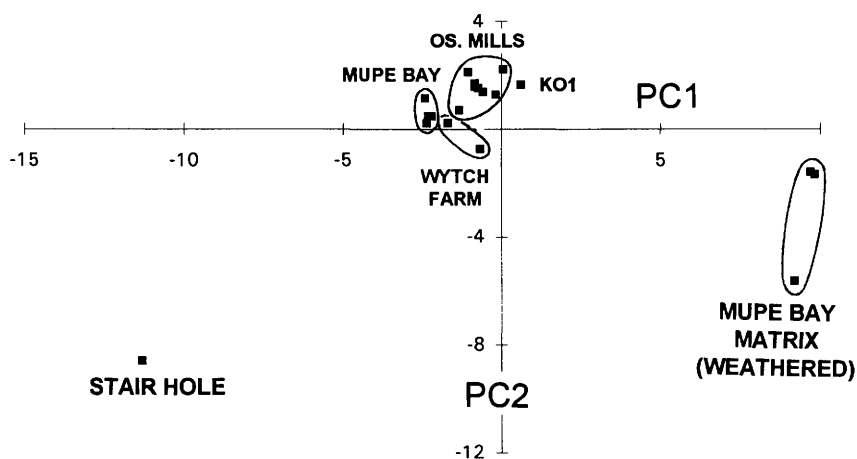 4
OS. MILLS
MUPE BAY
KO1
PC1
-15
-10
-5
5
WYTCH
FARM
-4
MUPE BAY
MATRIX
(WEATHERED)
-8
STAIR HOLE
PC2
-12